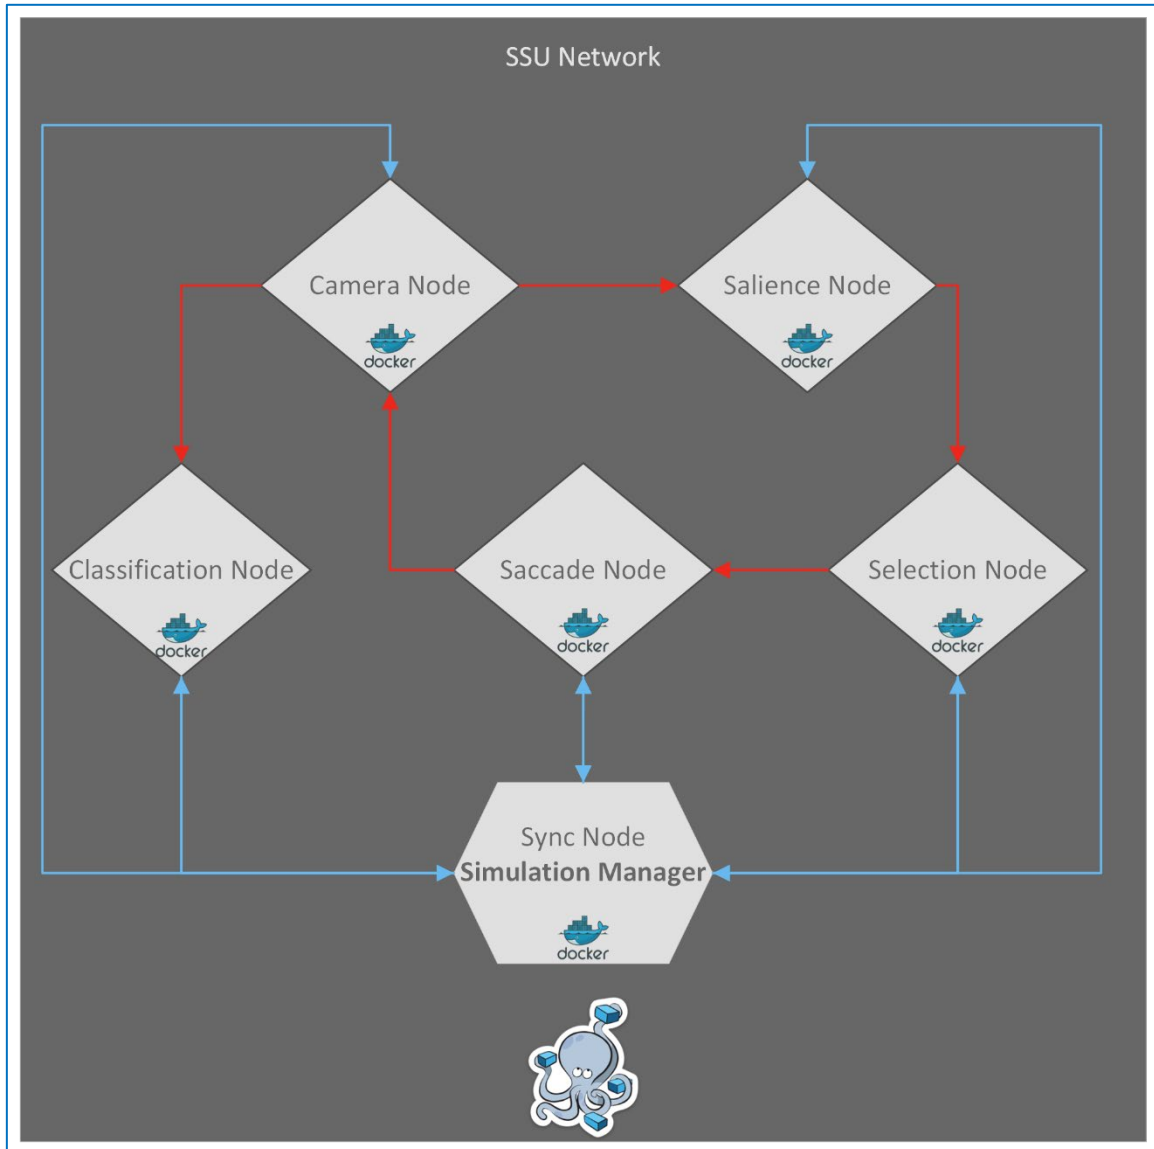 SSU Network
Camera Node
docker
Salience Node
docker
Classification Node
docker
Saccade Node
docker
Selection Node
docker
Sync Node
Simulation Manager
docker